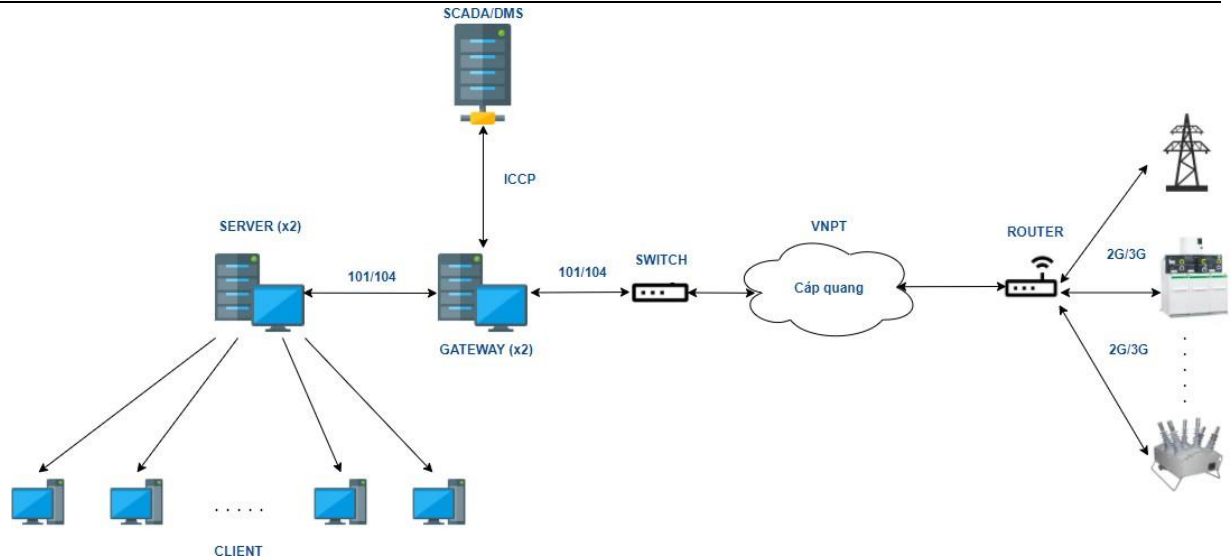 SCADA/DMS
ICCP
SERVER (x2)
VNPT
ROUTER
101/104
101/104
SWITCH
2G/3G
Cáp quang
GATEWAY (x2)
2G/3G
CLIENT